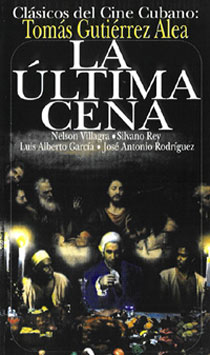 Clásicos del Cine Cubano:
Tomás Gutiérrez Alea
LA
ÚLTIMA
CENA
Nelson Villagra • Silvano Rey
Luis Alberto García • José Antonio Rodríguez